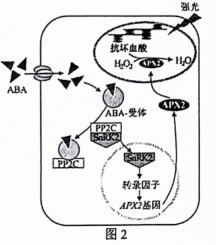 强光
抗坏血酸
H₂O₂ APX2 H₂O
ABA
ABA-受体
APX2
PP2C
SnRK2
SnRK2
PP2C
转录因子
APX2基因
图2